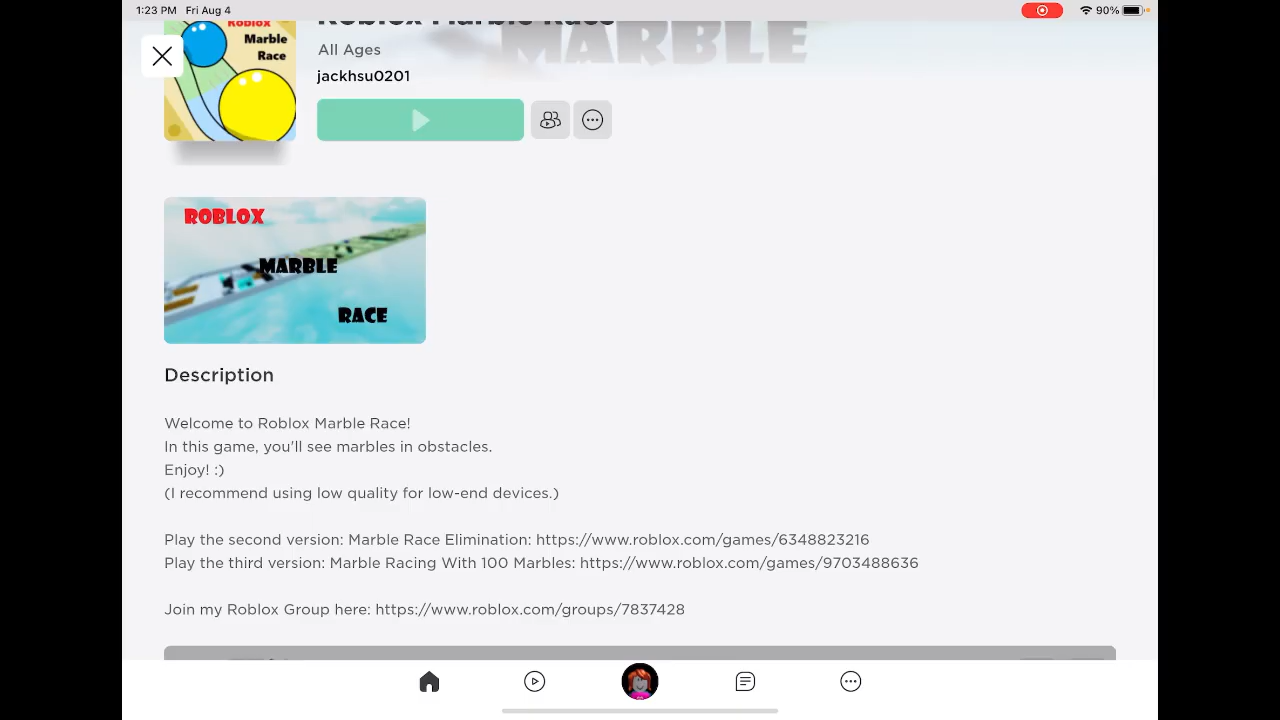 1:23 PM Fri Aug 4
90%
Roblox Marble Race
MARBLE
Roblox
Marble
Race
All Ages
jackhsu0201
ROBLOX
MARBLE
RACE
Description
Welcome to Roblox Marble Race!
In this game, you'll see marbles in obstacles.
Enjoy! :)
(I recommend using low quality for low-end devices.)
Play the second version: Marble Race Elimination: https://www.roblox.com/games/6348823216
Play the third version: Marble Racing With 100 Marbles: https://www.roblox.com/games/9703488636
Join my Roblox Group here: https://www.roblox.com/groups/7837428